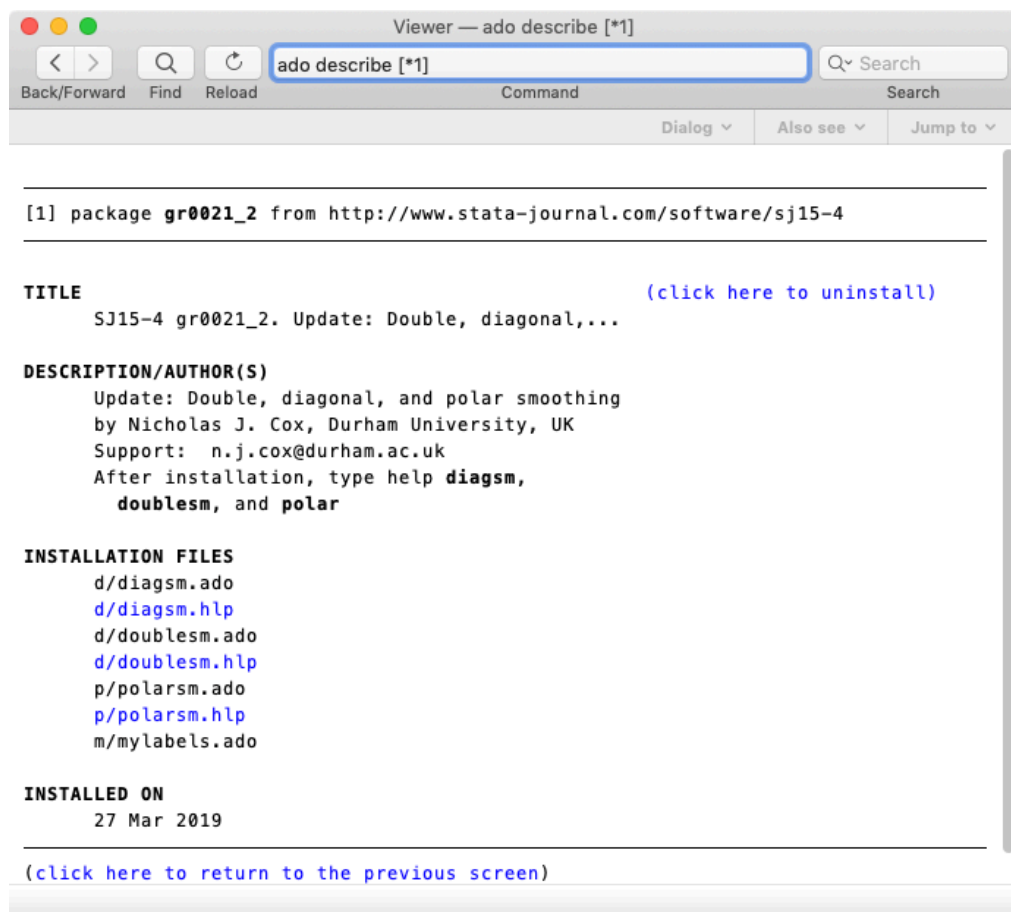 Viewer — ado describe [*1]
ado describe [*1]
Search
Back/Forward Find Reload Command Search
Dialog Also see Jump to
[1] package gr0021_2 from http://www.stata-journal.com/software/sj15-4
TITLE (click here to uninstall)
SJ15-4 gr0021_2. Update: Double, diagonal,...
DESCRIPTION/AUTHOR(S)
Update: Double, diagonal, and polar smoothing
by Nicholas J. Cox, Durham University, UK
Support: n.j.cox@durham.ac.uk
After installation, type help diagsm,
doublesm, and polar
INSTALLATION FILES
d/diagsm.ado
d/diagsm.hlp
d/doublesm.ado
d/doublesm.hlp
p/polarsm.ado
p/polarsm.hlp
m/mylabels.ado
INSTALLED ON
27 Mar 2019
(click here to return to the previous screen)